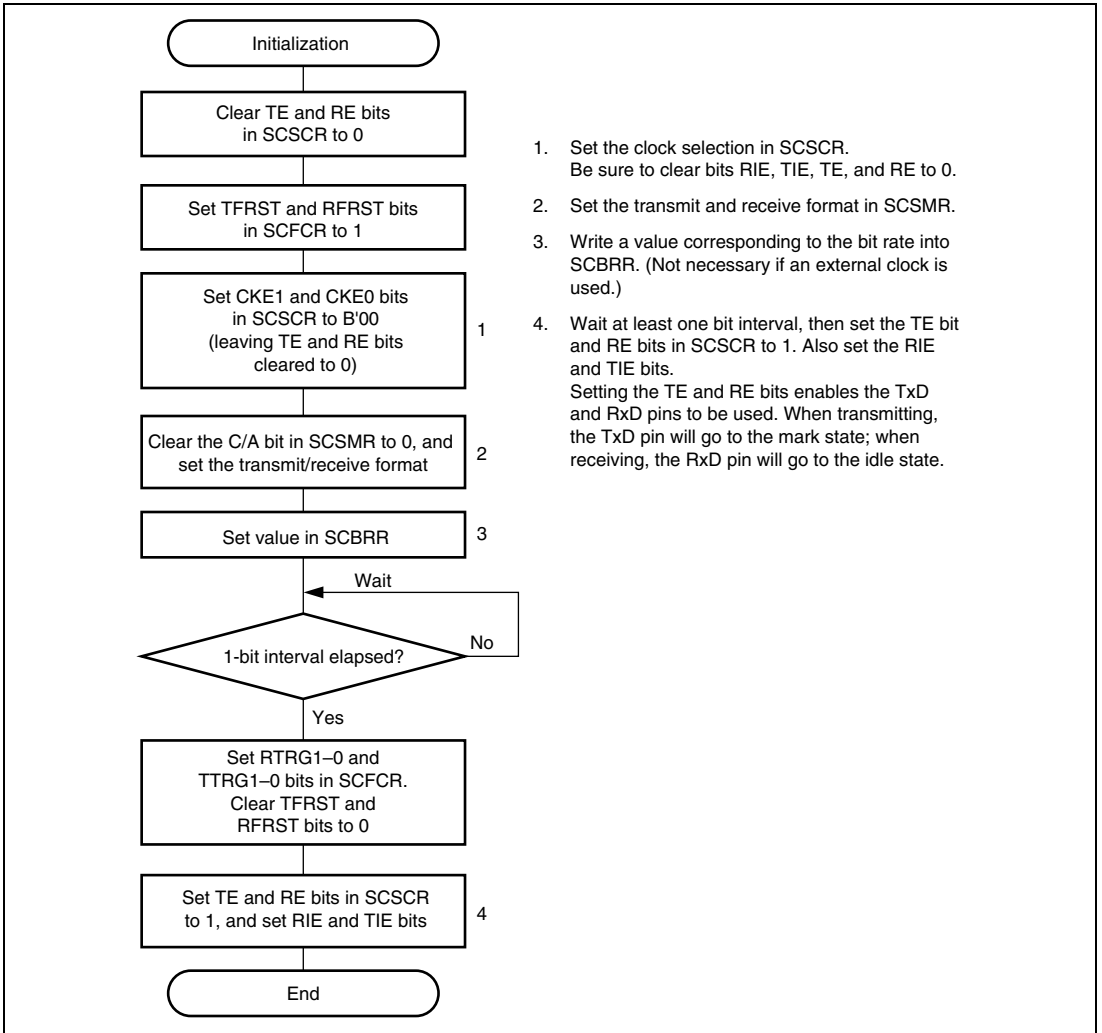 Initialization
Clear TE and RE bits
in SCSCR to 0
Set TFRST and RFRST bits
in SCFCR to 1
Set CKE1 and CKE0 bits
in SCSCR to B'00
(leaving TE and RE bits
cleared to 0)
1
Clear the C/A bit in SCSMR to 0, and
set the transmit/receive format
2
Set value in SCBRR
3
Wait
1-bit interval elapsed?
No
Yes
Set RTRG1–0 and
TTRG1–0 bits in SCFCR.
Clear TFRST and
RFRST bits to 0
Set TE and RE bits in SCSCR
to 1, and set RIE and TIE bits
4
End
1. Set the clock selection in SCSCR.
Be sure to clear bits RIE, TIE, TE, and RE to 0.
2. Set the transmit and receive format in SCSMR.
3. Write a value corresponding to the bit rate into
SCBRR. (Not necessary if an external clock is
used.)
4. Wait at least one bit interval, then set the TE bit
and RE bits in SCSCR to 1. Also set the RIE
and TIE bits.
Setting the TE and RE bits enables the TxD
and RxD pins to be used. When transmitting,
the TxD pin will go to the mark state; when
receiving, the RxD pin will go to the idle state.